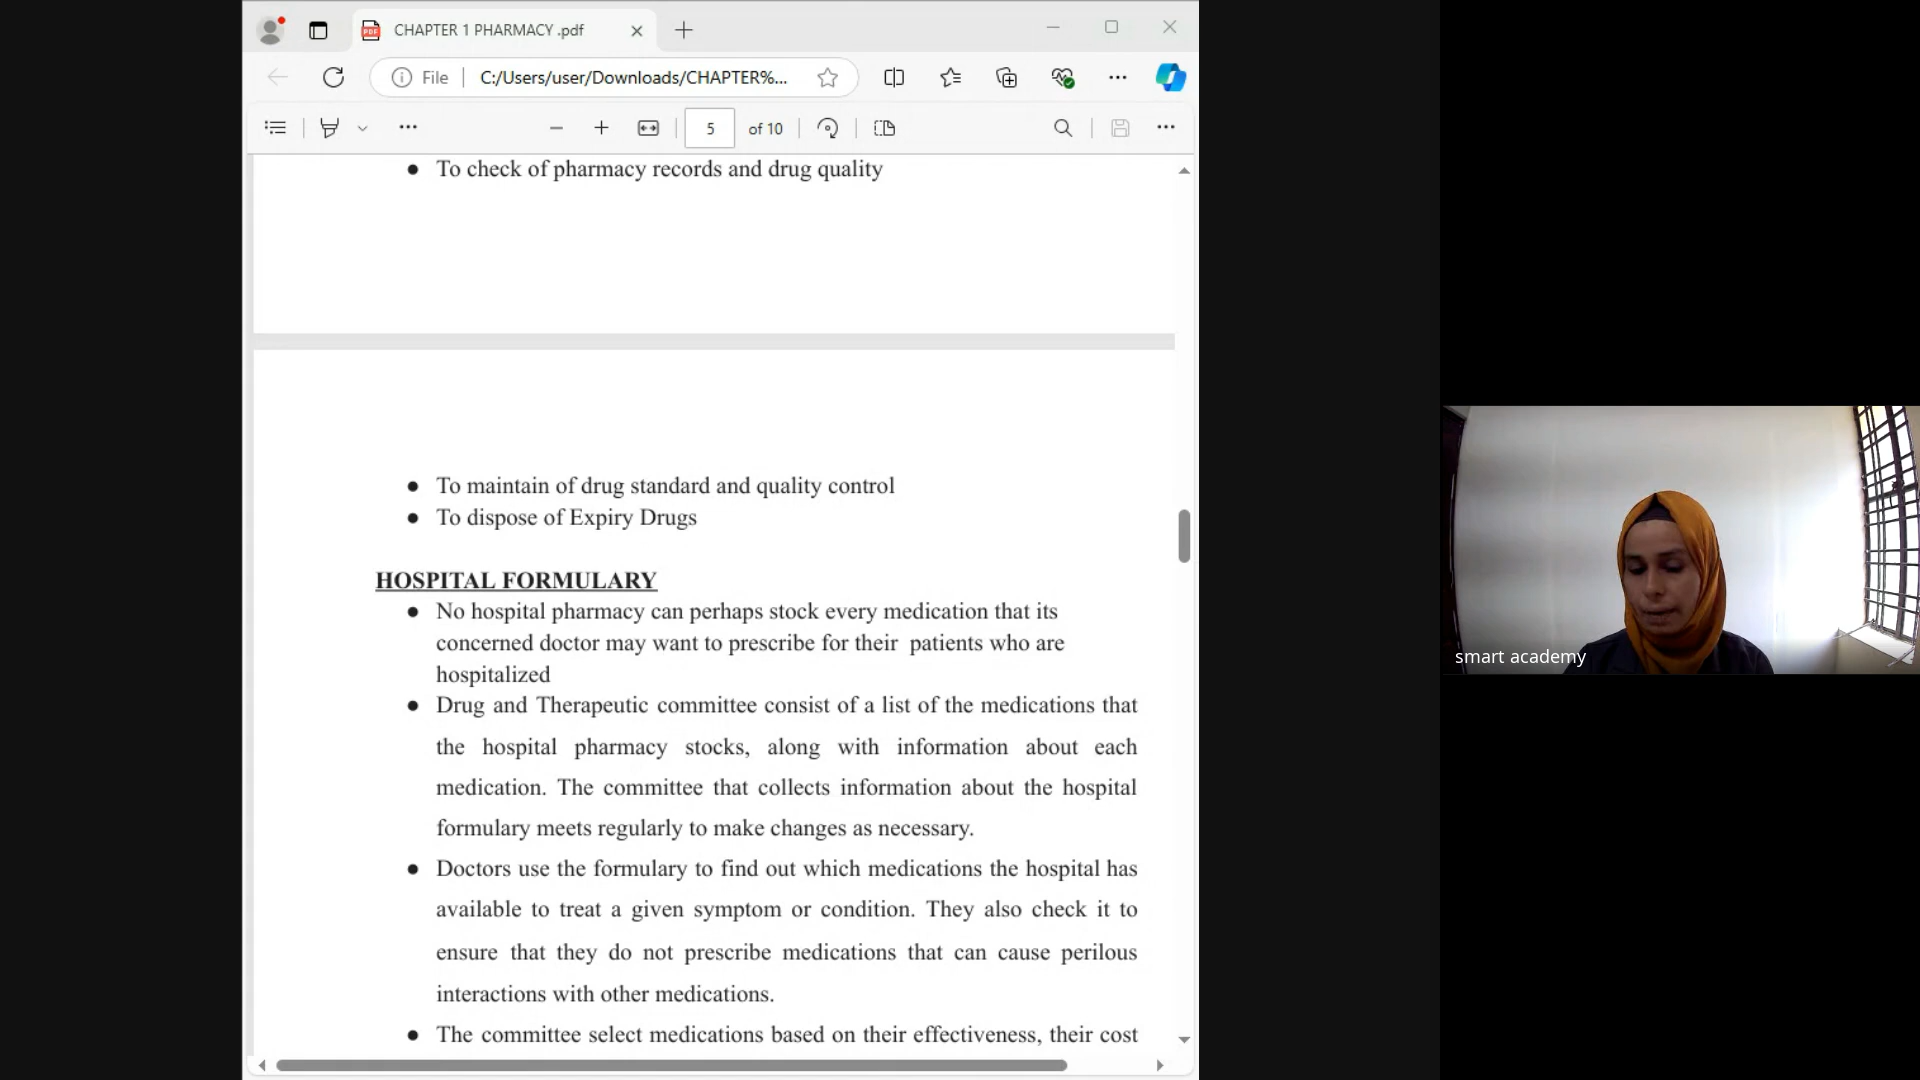 CHAPTER 1 PHARMACY .pdf
File
C:/Users/user/Downloads/CHAPTER%...
5 of 10
● To check of pharmacy records and drug quality
● To maintain of drug standard and quality control
● To dispose of Expiry Drugs
HOSPITAL FORMULARY
● No hospital pharmacy can perhaps stock every medication that its
concerned doctor may want to prescribe for their patients who are
hospitalized
● Drug and Therapeutic committee consist of a list of the medications that
the hospital pharmacy stocks, along with information about each
medication. The committee that collects information about the hospital
formulary meets regularly to make changes as necessary.
● Doctors use the formulary to find out which medications the hospital has
available to treat a given symptom or condition. They also check it to
ensure that they do not prescribe medications that can cause perilous
interactions with other medications.
● The committee select medications based on their effectiveness, their cost
smart academy